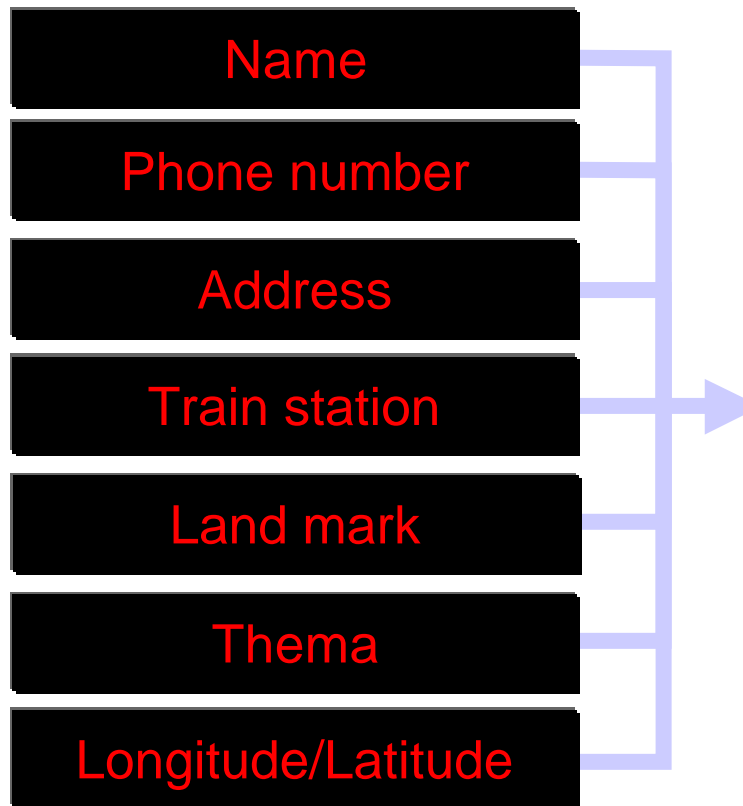 Name
Phone number
Address
Train station
Land mark
Thema
Longitude/Latitude